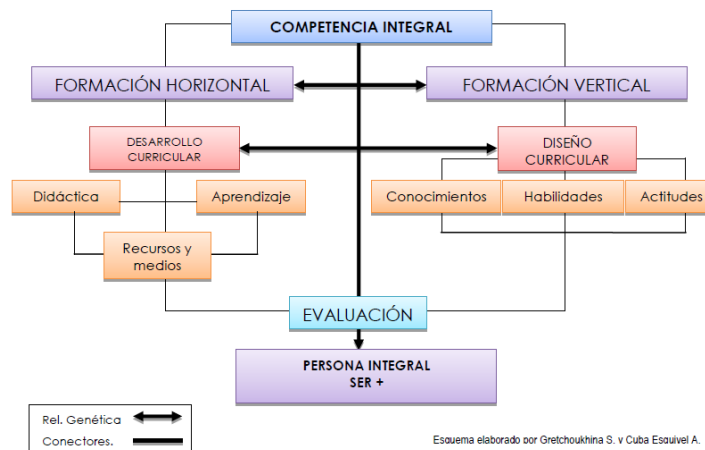 COMPETENCIA INTEGRAL
FORMACIÓN HORIZONTAL
FORMACIÓN VERTICAL
DESARROLLO
CURRICULAR
DISEÑO
CURRICULAR
Didáctica
Aprendizaje
Conocimientos
Habilidades
Actitudes
Recursos y
medios
EVALUACIÓN
PERSONA INTEGRAL
SER +
Rel. Genética
Conectores.
Esquema elaborado por Gretchoukhina S. y Cuba Esquivel A.